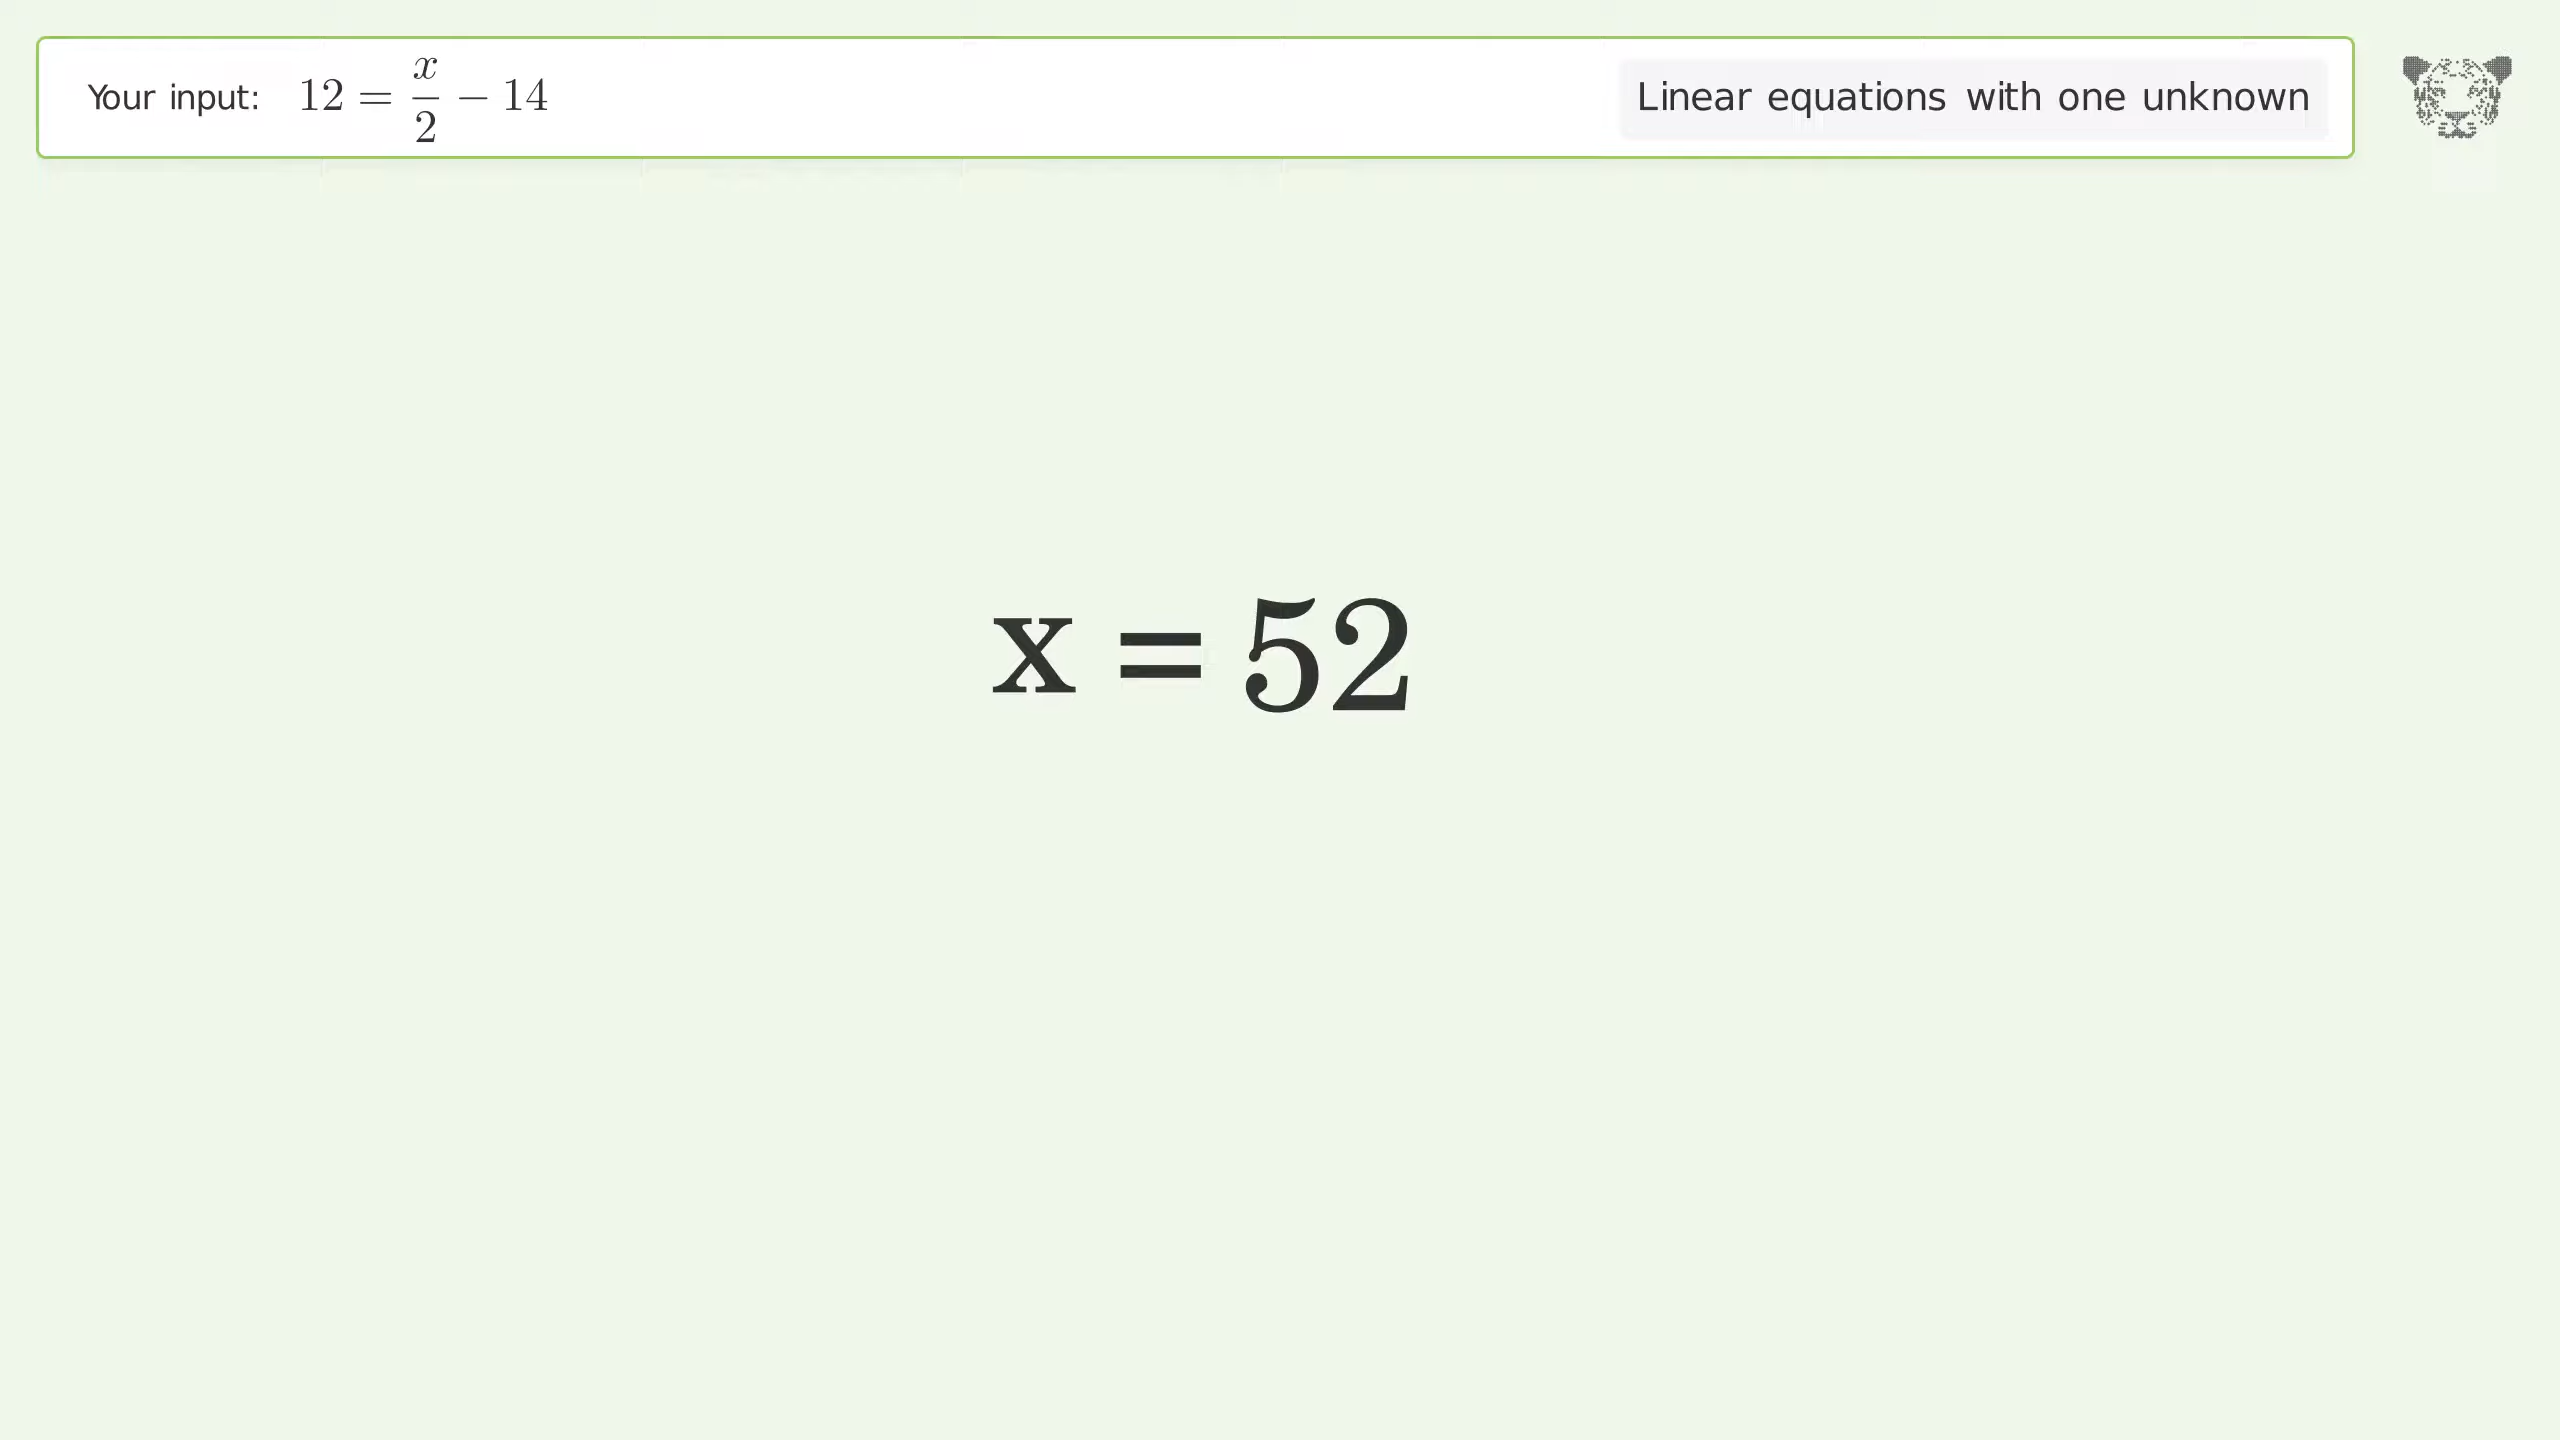 Your input: 12 = x/2 − 14
Linear equations with one unknown
x = 52